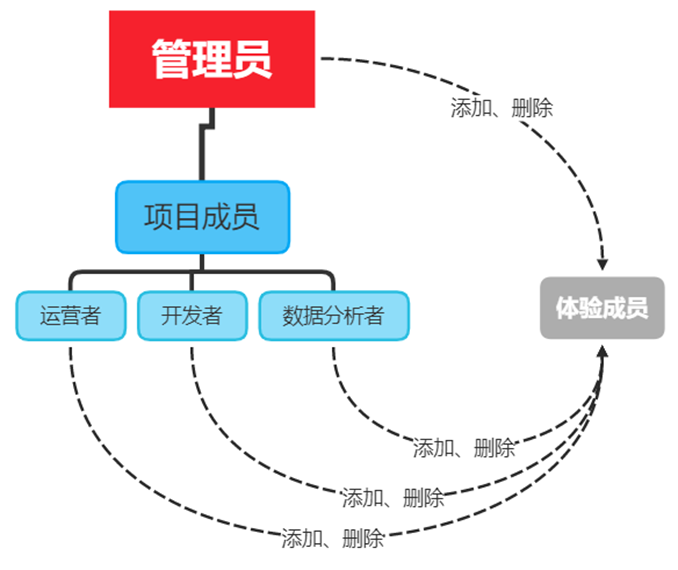 管理员
添加、删除
项目成员
运营者
开发者
数据分析者
体验成员
添加、删除
添加、删除
添加、删除